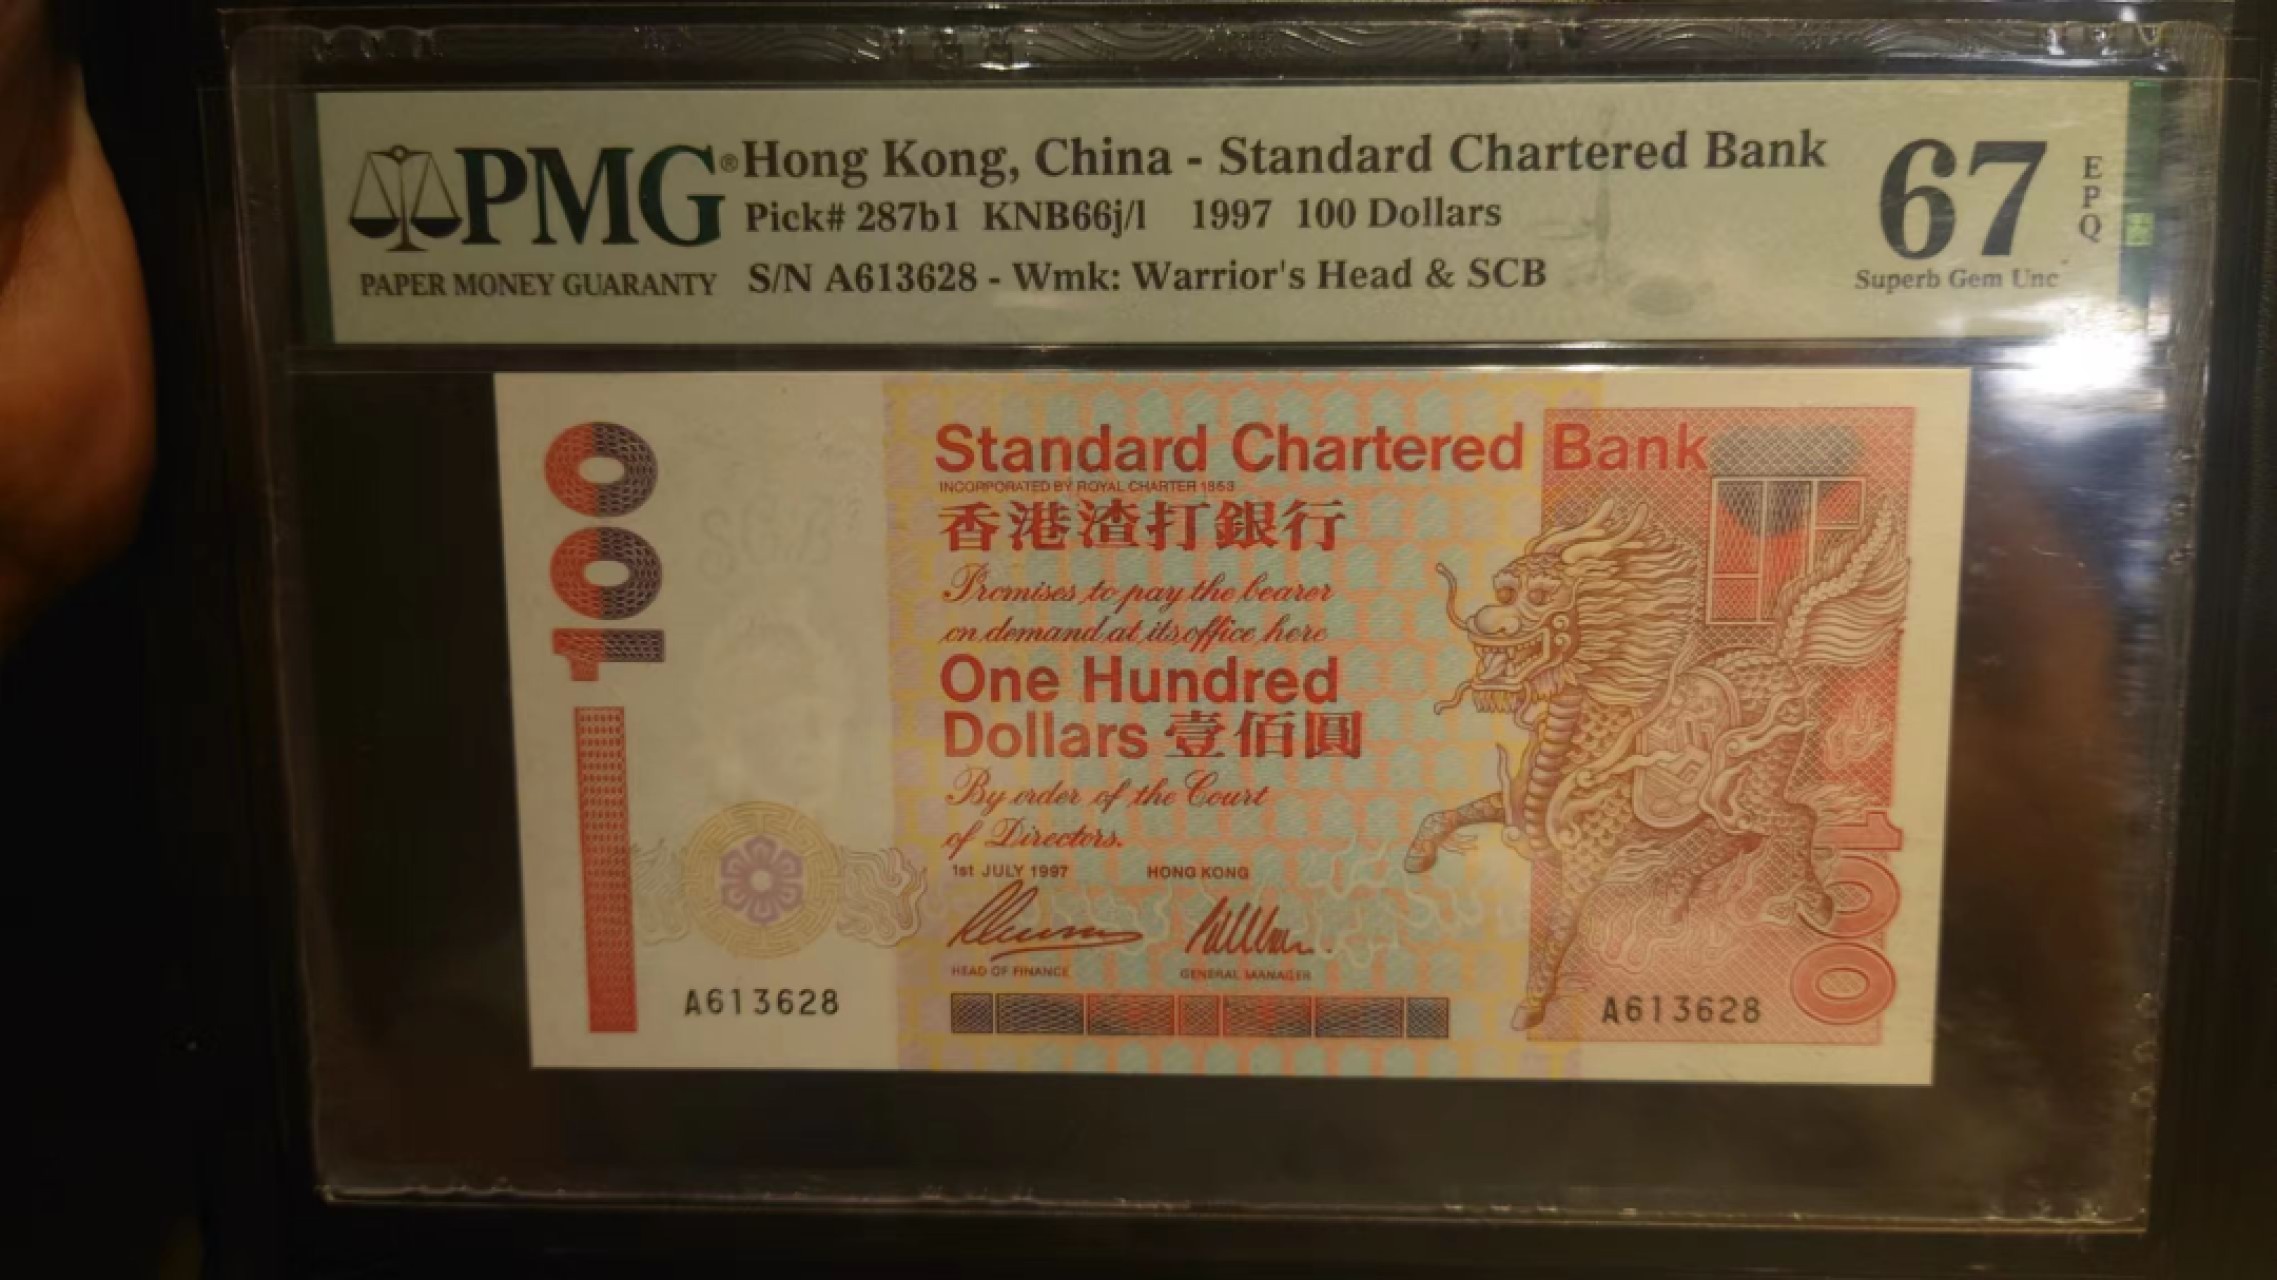 PMG® Hong Kong, China - Standard Chartered Bank
Pick# 287b1 KNB66j/l 1997 100 Dollars
PAPER MONEY GUARANTY S/N A613628 - Wmk: Warrior's Head & SCB
67
EPQ
Superb Gem Unc
100
Standard Chartered Bank
INCORPORATED BY ROYAL CHARTER 1853
香港渣打銀行
Promises to pay the bearer
on demand at its office here
One Hundred
Dollars 壹佰圓
By order of the Court
of Directors.
1st JULY 1997 HONG KONG
HEAD OF FINANCE GENERAL MANAGER
A613628 A613628
100